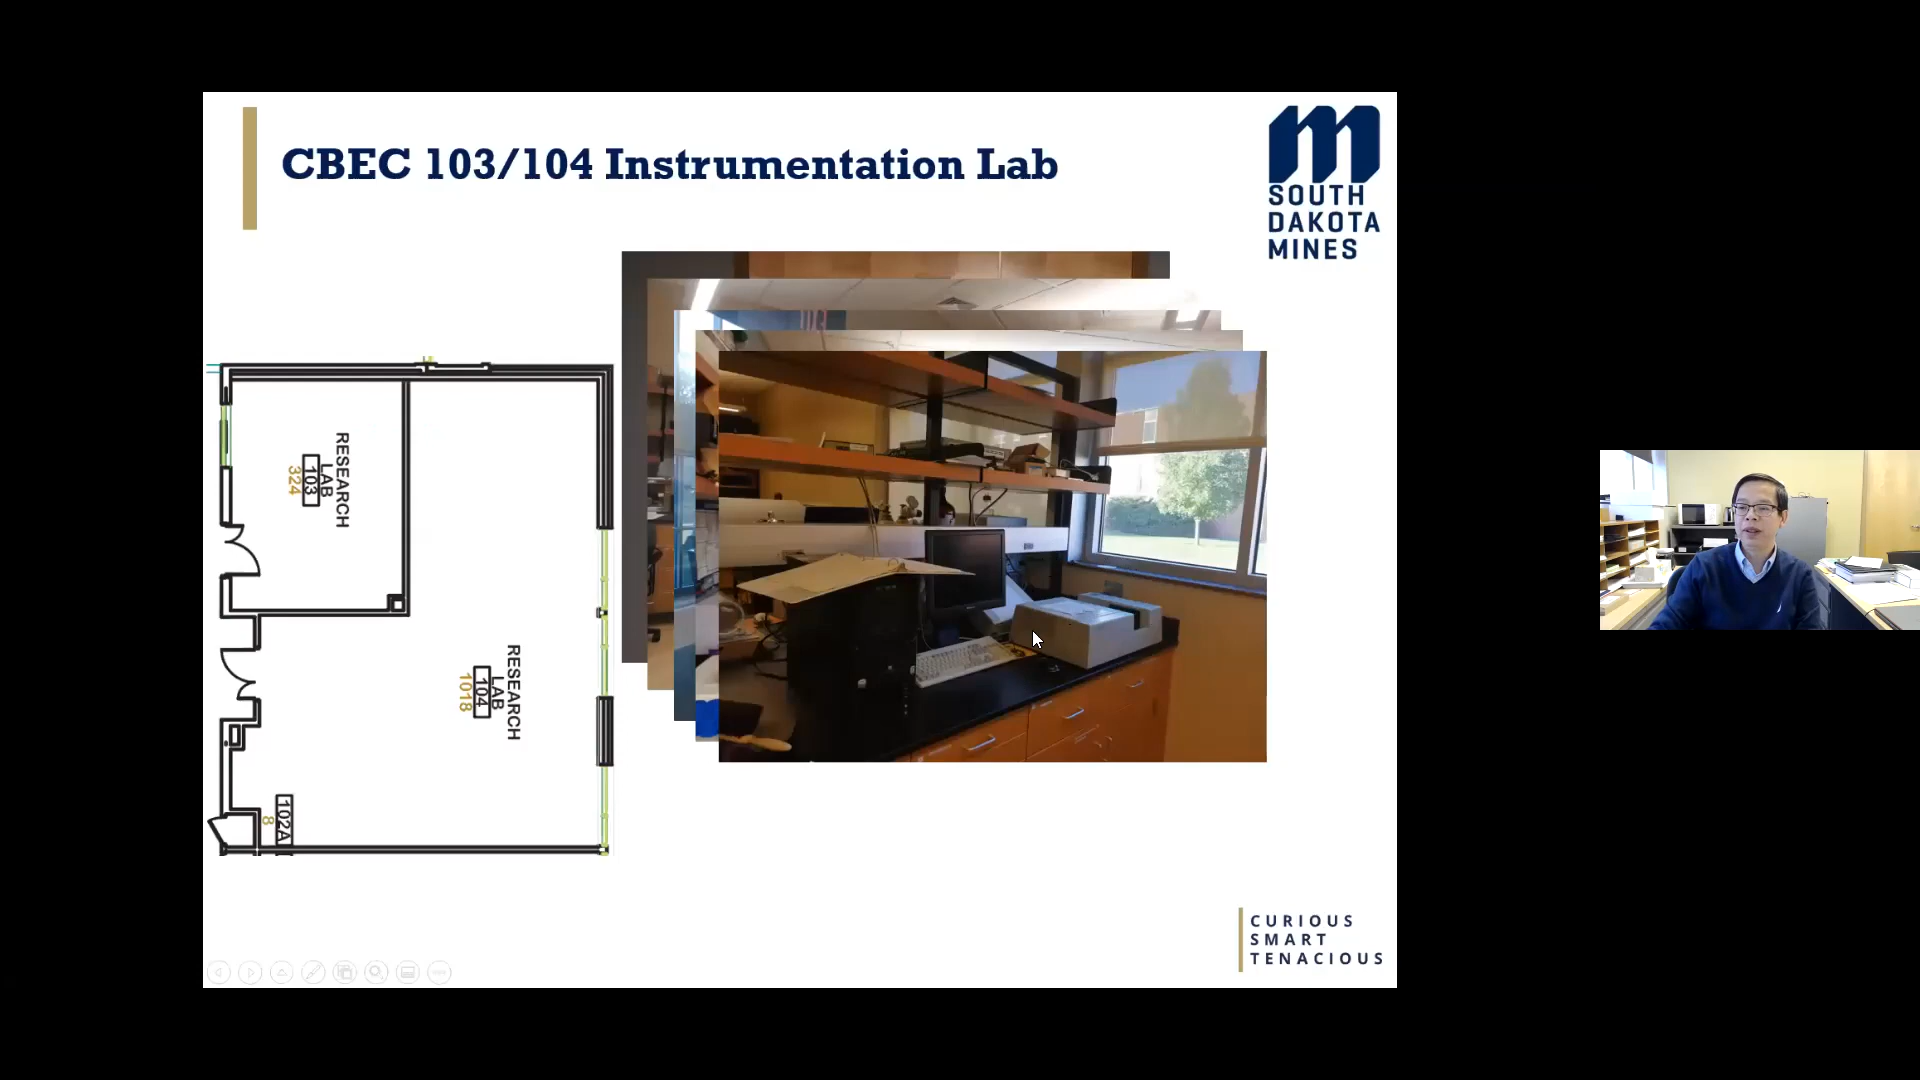 CBEC 103/104 Instrumentation Lab
SOUTH
DAKOTA
MINES
RESEARCH
LAB
103
324
RESEARCH
LAB
104
1018
102A
8
CURIOUS
SMART
TENACIOUS